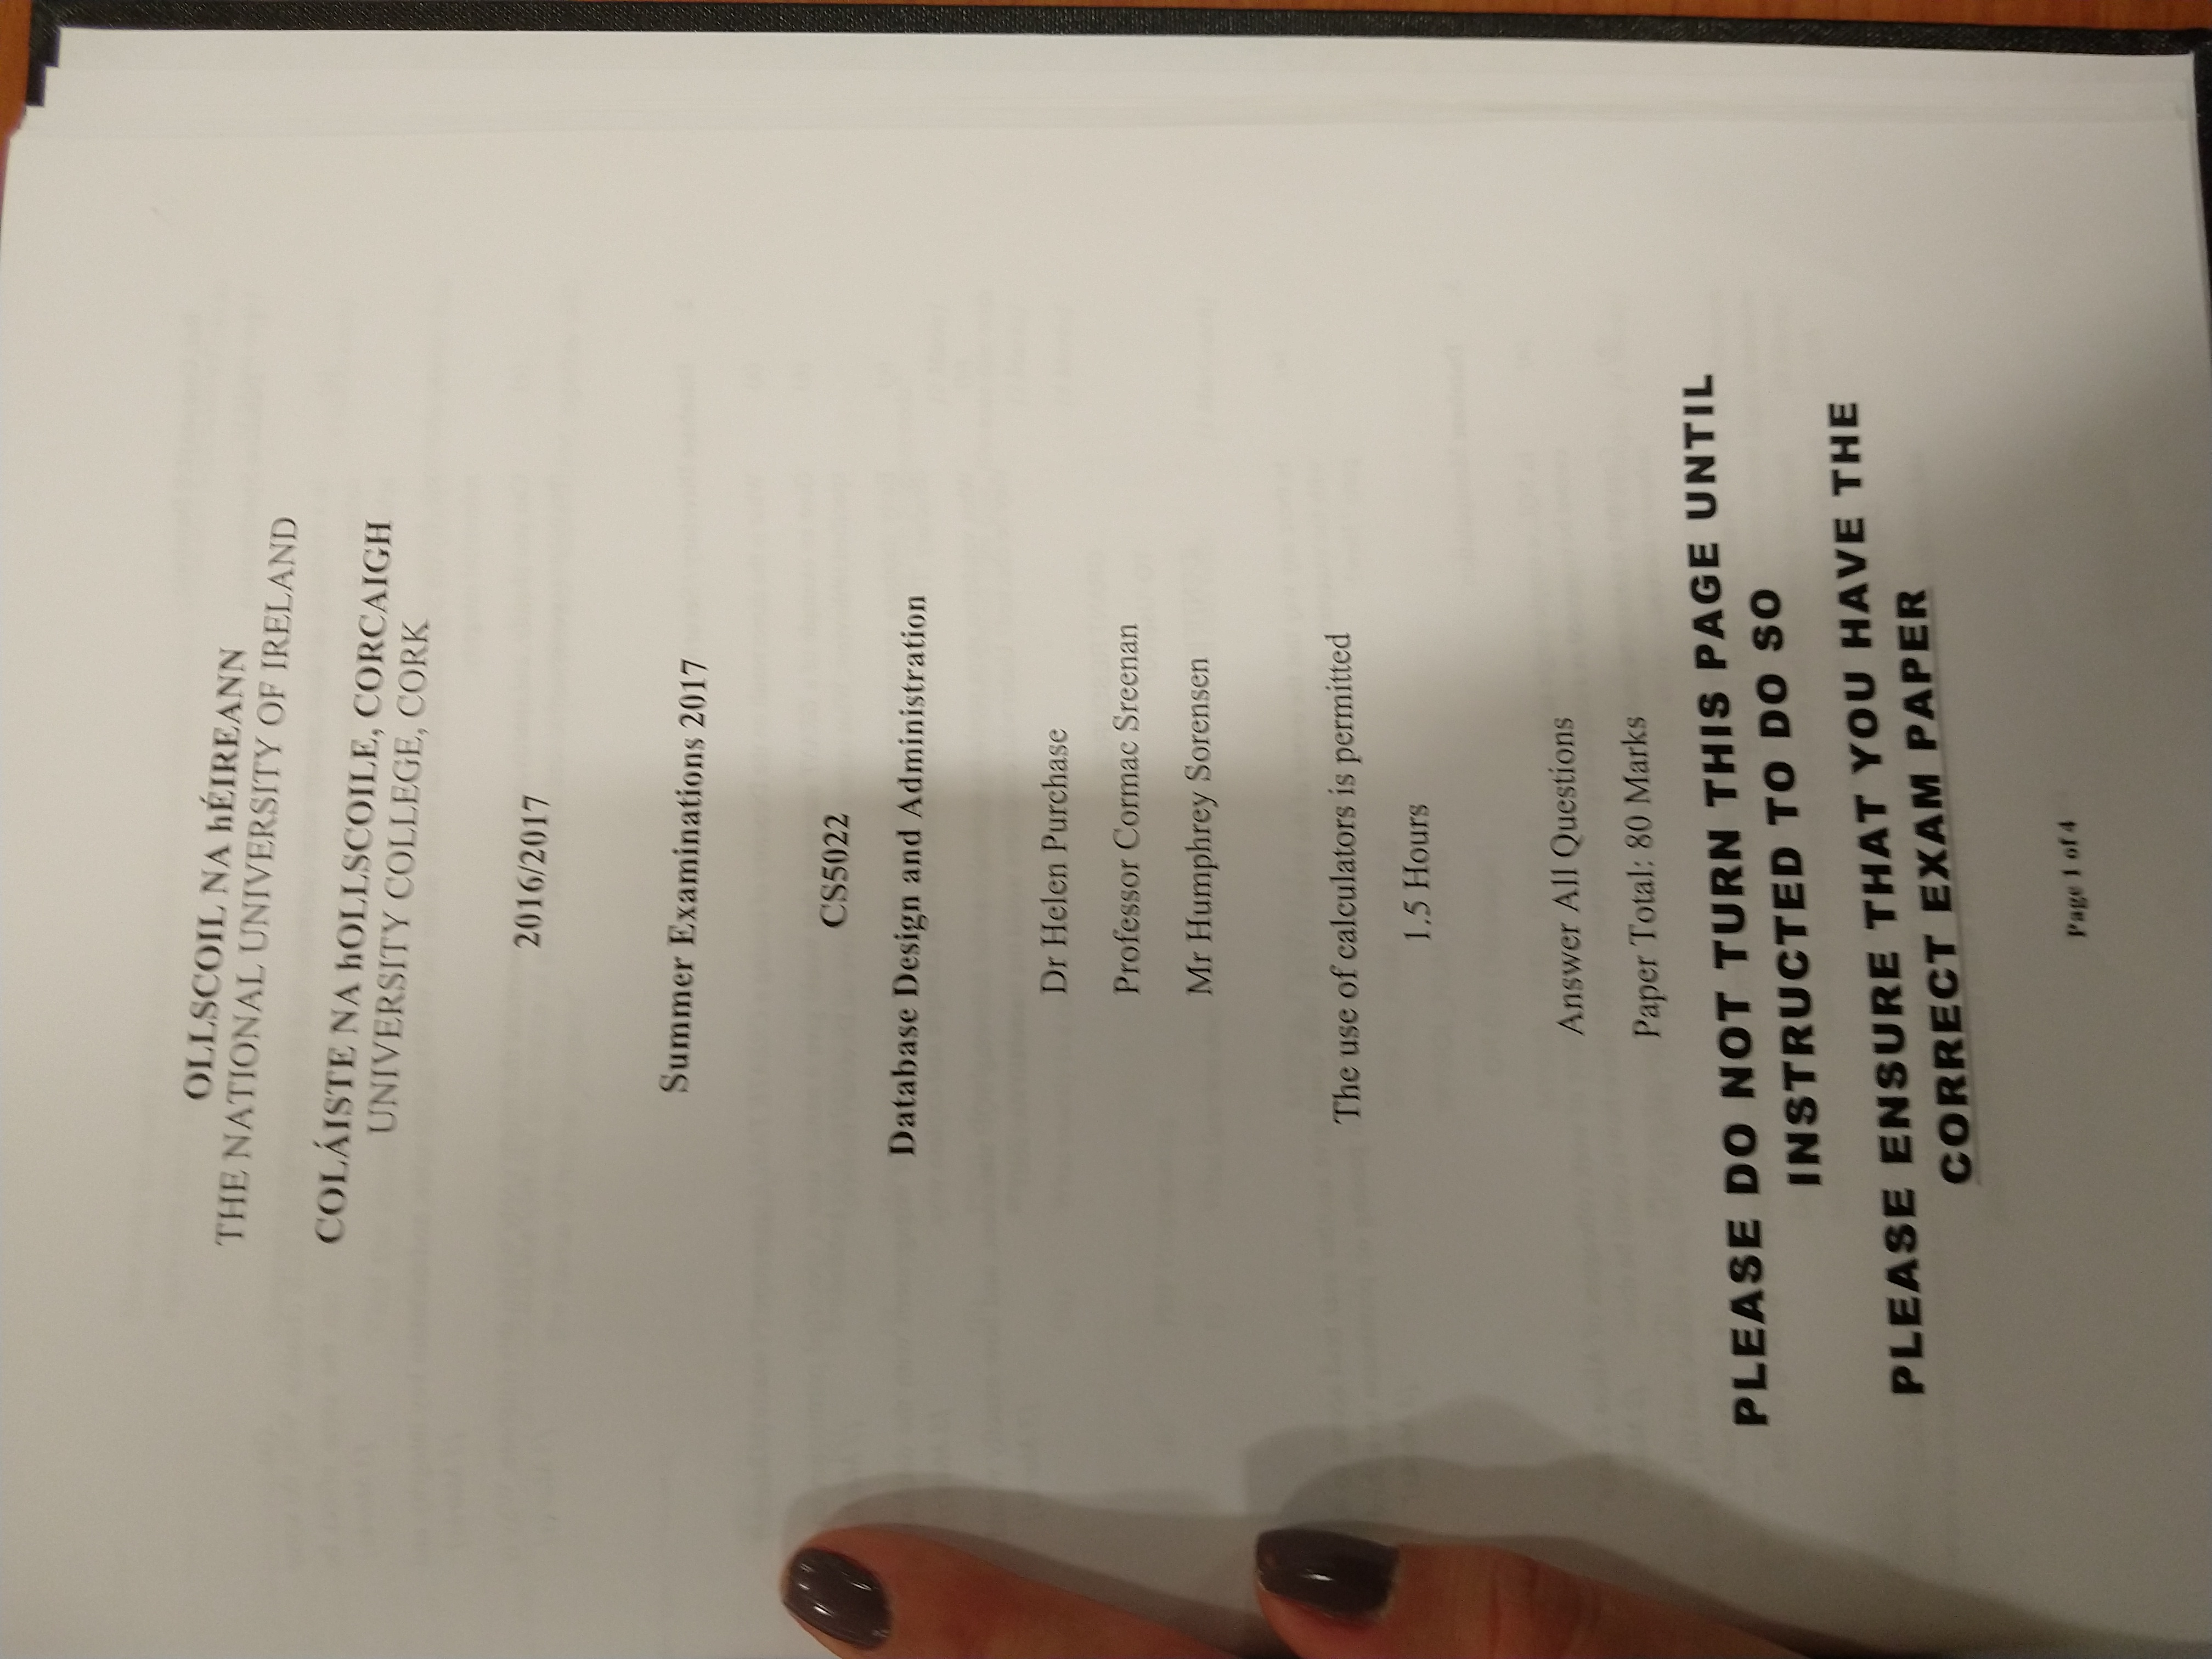 OLLSCOIL NA hÉIREANN
THE NATIONAL UNIVERSITY OF IRELAND
COLÁISTE NA hOLLSCOILE, CORCAIGH
UNIVERSITY COLLEGE, CORK
2016/2017
Summer Examinations 2017
CS5022
Database Design and Administration
Dr Helen Purchase
Professor Cormac Sreenan
Mr Humphrey Sorensen
The use of calculators is permitted
1.5 Hours
Answer All Questions
Paper Total: 80 Marks
PLEASE DO NOT TURN THIS PAGE UNTIL
INSTRUCTED TO DO SO
PLEASE ENSURE THAT YOU HAVE THE
CORRECT EXAM PAPER
Page 1 of 4